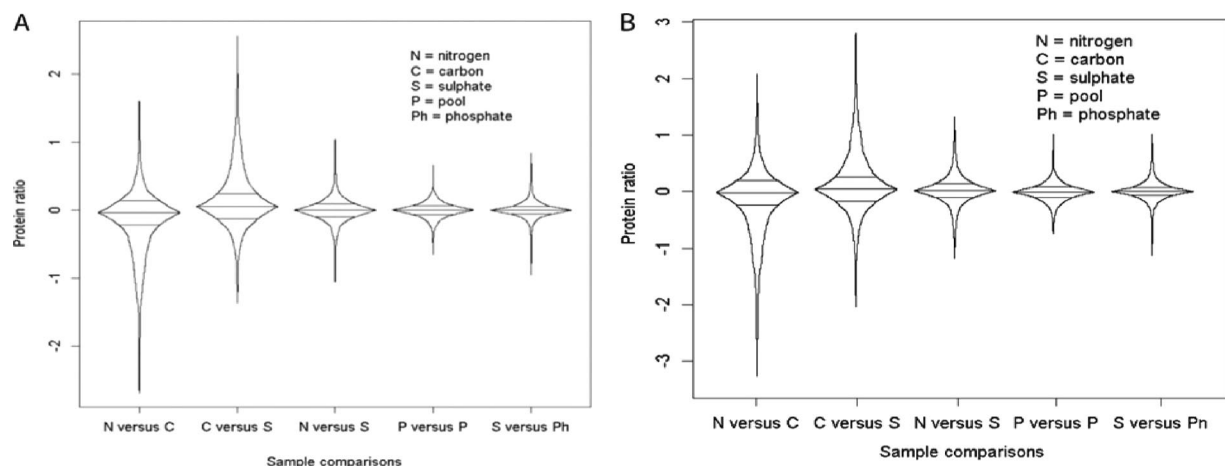 A
Protein ratio
2
1
0
-1
-2
N = nitrogen
C = carbon
S = sulphate
P = pool
Ph = phosphate
N versus C C versus S N versus S P versus P S versus Ph
Sample comparisons
B
Protein ratio
3
2
1
0
-1
-2
-3
N = nitrogen
C = carbon
S = sulphate
P = pool
Ph = phosphate
N versus C C versus S N versus S P versus P S versus Ph
Sample comparisons